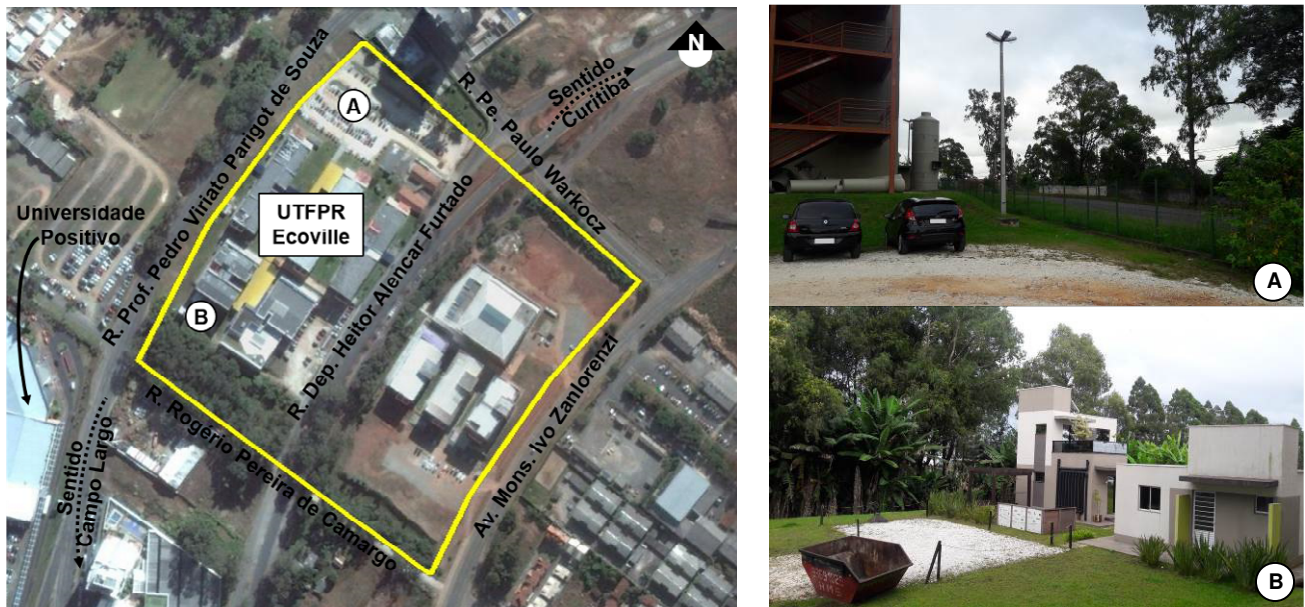 R. Prof. Pedro Viriato Parigot de Souza
A
R. Pe. Paulo Warkocz
Sentido
Curitiba
N
Universidade
Positivo
UTFPR
Ecoville
R. Dep. Heitor Alencar Furtado
B
R. Rogério Pereira de Camargo
Av. Mons. Ivo Zanlorenzi
Sentido
Campo Largo
A
B